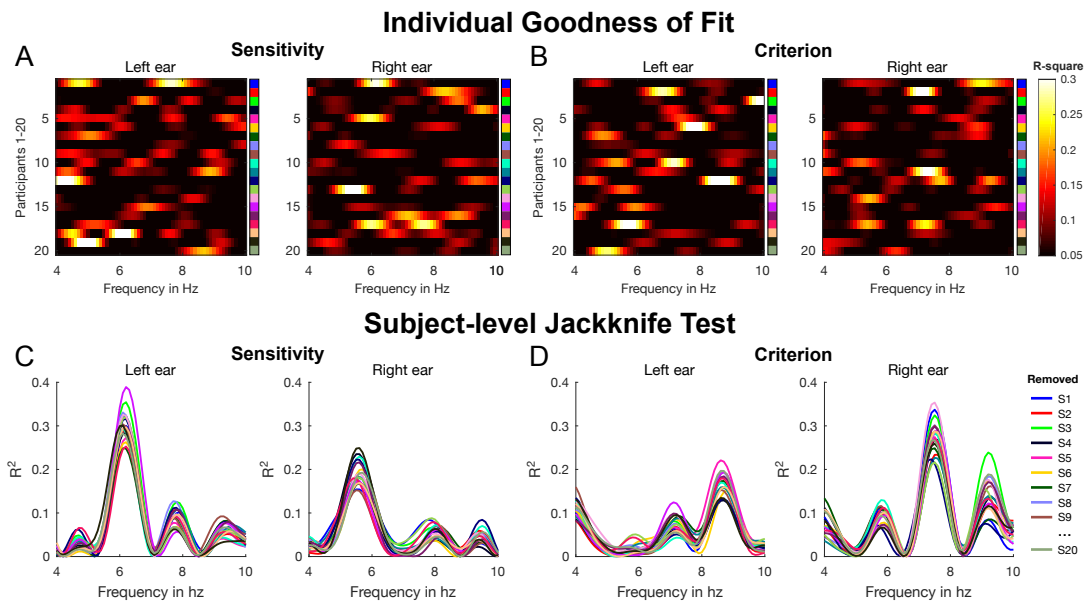 Individual Goodness of Fit
A
Sensitivity
B
Criterion
Left ear
Right ear
Left ear
Right ear
R-square
Participants 1-20
5
10
15
20
4
6
8
10
Frequency in Hz
4
6
8
10
Frequency in Hz
5
10
15
20
4
6
8
10
Frequency in Hz
4
6
8
10
Frequency in Hz
0.3
0.25
0.2
0.15
0.1
0.05
Subject-level Jackknife Test
C
Sensitivity
D
Criterion
Left ear
Right ear
Left ear
Right ear
R²
0.4
0.3
0.2
0.1
0
4
6
8
10
Frequency in hz
R²
0.4
0.3
0.2
0.1
0
4
6
8
10
Frequency in hz
R²
0.4
0.3
0.2
0.1
0
4
6
8
10
Frequency in hz
R²
0.4
0.3
0.2
0.1
0
4
6
8
10
Frequency in hz
Removed
S1
S2
S3
S4
S5
S6
S7
S8
S9
...
S20